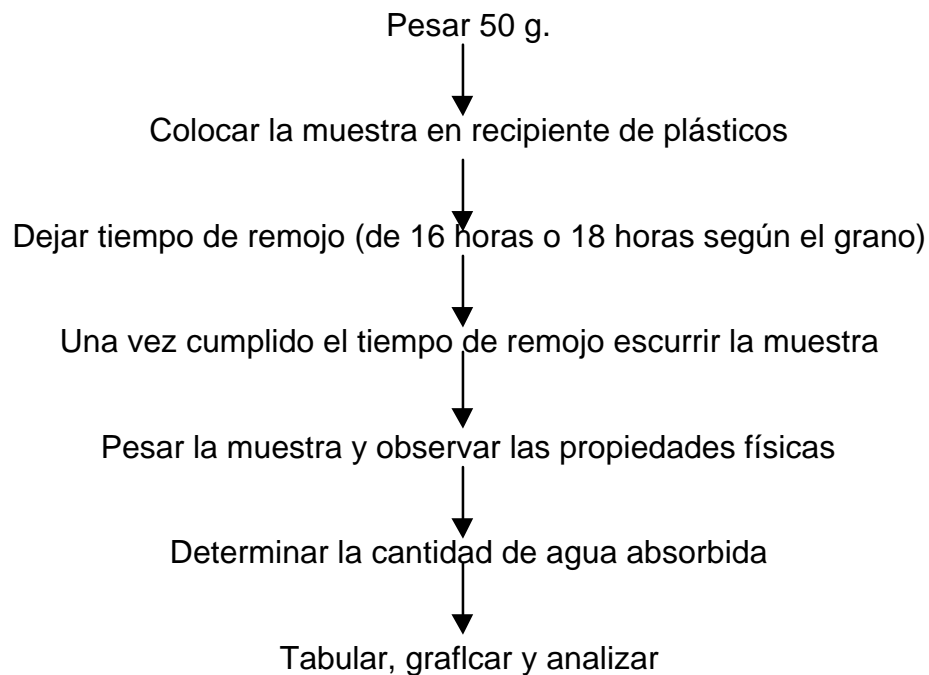 Pesar 50 g.
Colocar la muestra en recipiente de plásticos
Dejar tiempo de remojo (de 16 horas o 18 horas según el grano)
Una vez cumplido el tiempo de remojo escurrir la muestra
Pesar la muestra y observar las propiedades físicas
Determinar la cantidad de agua absorbida
Tabular, graflcar y analizar